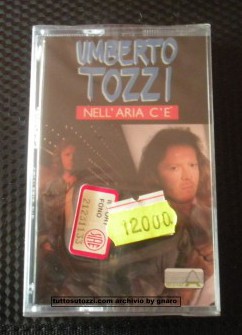 UMBERTO
TOZZI
NELL'ARIA C'E'
12000
A
tuttosutozzi.com archivio by gnaro